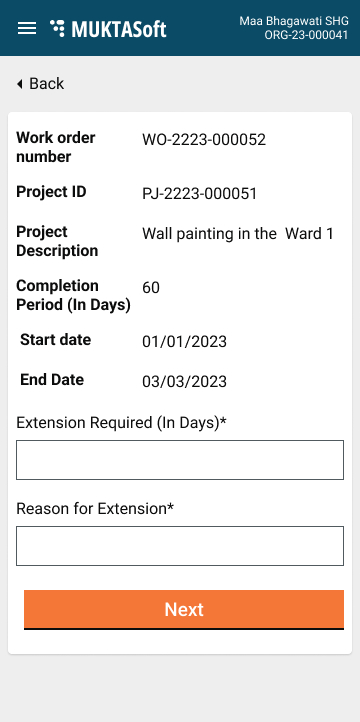 MUKTASoft
Maa Bhagawati SHG
ORG-23-000041
Back
Work order number WO-2223-000052
Project ID PJ-2223-000051
Project Description Wall painting in the Ward 1
Completion Period (In Days) 60
Start date 01/01/2023
End Date 03/03/2023
Extension Required (In Days)*
Reason for Extension*
Next